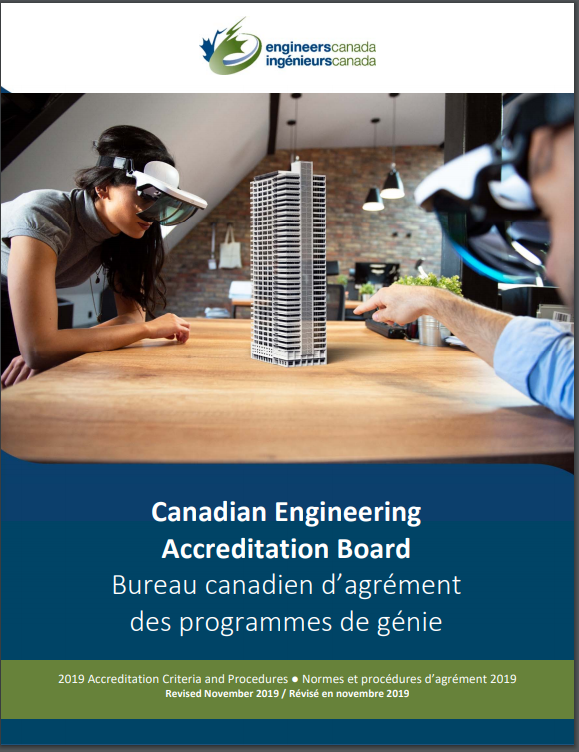 engineerscanada
ingénieurscanada
Canadian Engineering
Accreditation Board
Bureau canadien d’agrément
des programmes de génie
2019 Accreditation Criteria and Procedures ● Normes et procédures d’agrément 2019
Revised November 2019 / Révisé en novembre 2019